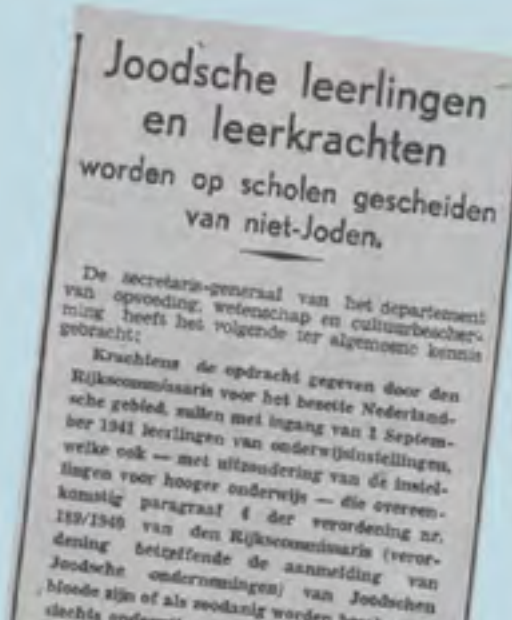 Joodsche leerlingen
en leerkrachten
worden op scholen gescheiden
van niet-Joden.
De secretaris-generaal van het departement
van opvoeding, wetenschap en cultuurbescher-
ming heeft het volgende ter algemeene kennis
gebracht:
Krachtens de opdracht gegeven door den
Rijkscommissaris voor het bezette Nederland-
sche gebied, zullen met ingang van 1 Septem-
ber 1941 leerlingen van onderwijsinstellingen,
welke ook — met uitzondering van de instel-
lingen voor hooger onderwijs — die overeen-
komstig paragraaf 4 der verordening nr.
189/1940 van den Rijkscommissaris (veror-
dening betreffende de aanmelding van
Joodsche ondernemingen) van Joodschen
bloede zijn of als zoodanig worden
slechts